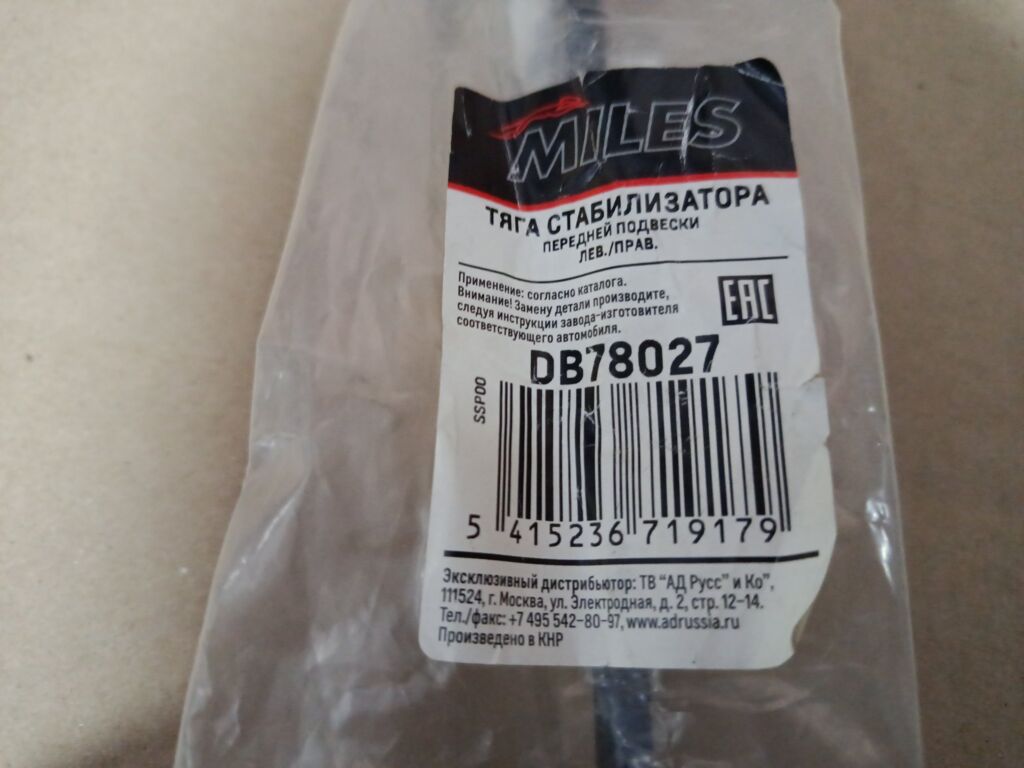 MILES
ТЯГА СТАБИЛИЗАТОРА
ПЕРЕДНЕЙ ПОДВЕСКИ
ЛЕВ./ПРАВ.
Применение: согласно каталога.
Внимание! Замену детали производите,
следуя инструкции завода-изготовителя
соответствующего автомобиля.
EAC
DB78027
SSP00
5 415236 719179
Эксклюзивный дистрибьютор: ТВ "АД Русс" и Ко",
111524, г. Москва, ул. Электродная, д. 2, стр. 12-14.
Тел./факс: +7 495 542-80-97, www.adrussia.ru
Произведено в КНР